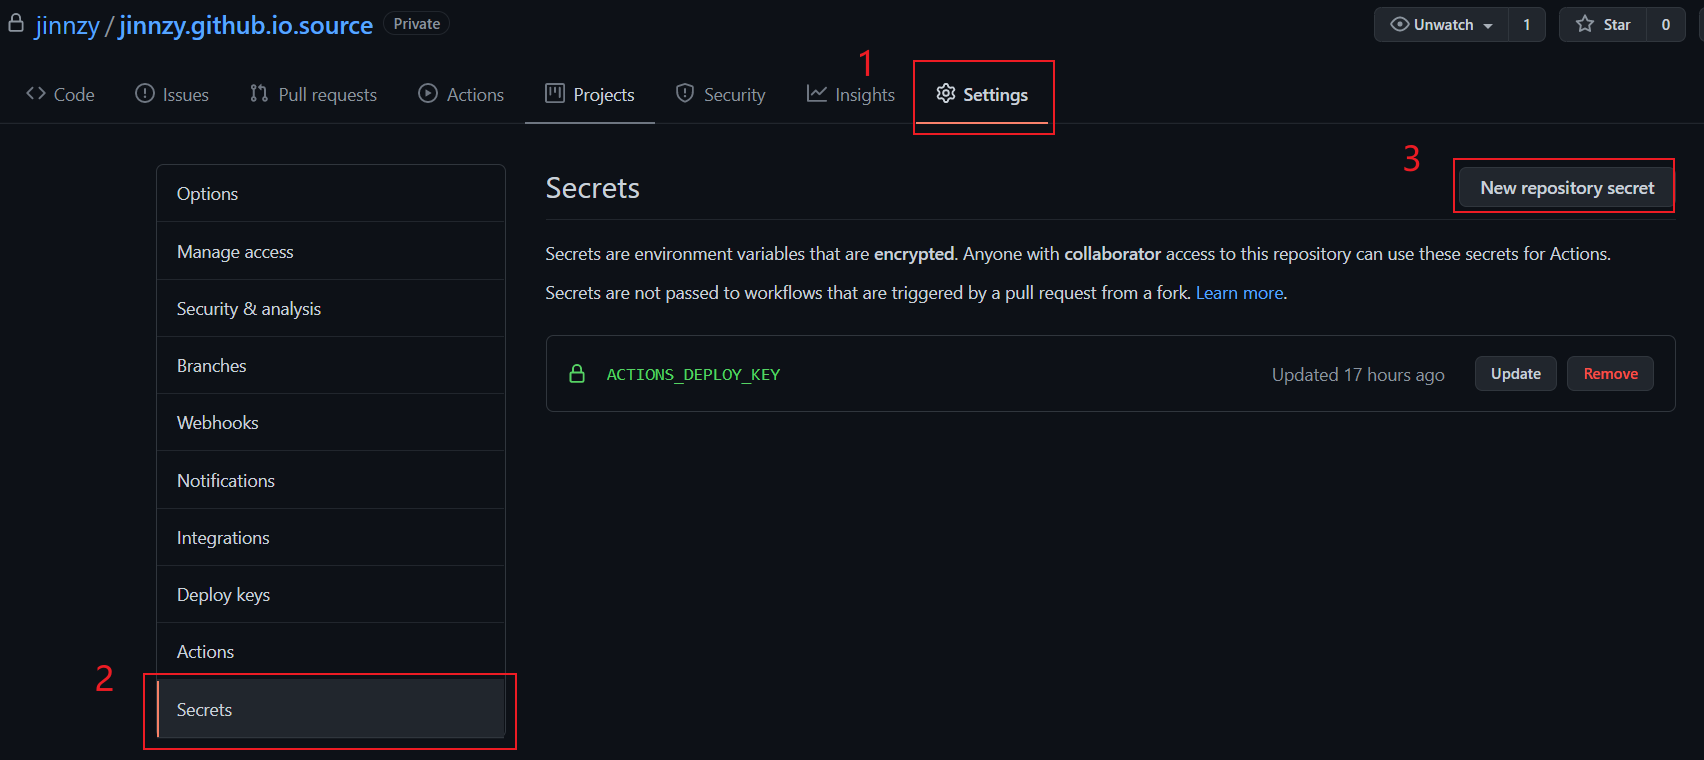 jinnzy / jinnzy.github.io.source Private Unwatch 1 Star 0
1
Code Issues Pull requests Actions Projects Security Insights Settings
Options
Manage access
Security & analysis
Branches
Webhooks
Notifications
Integrations
Deploy keys
Actions
2
Secrets
Secrets
3
New repository secret
Secrets are environment variables that are encrypted. Anyone with collaborator access to this repository can use these secrets for Actions.
Secrets are not passed to workflows that are triggered by a pull request from a fork. Learn more.
ACTIONS_DEPLOY_KEY Updated 17 hours ago Update Remove